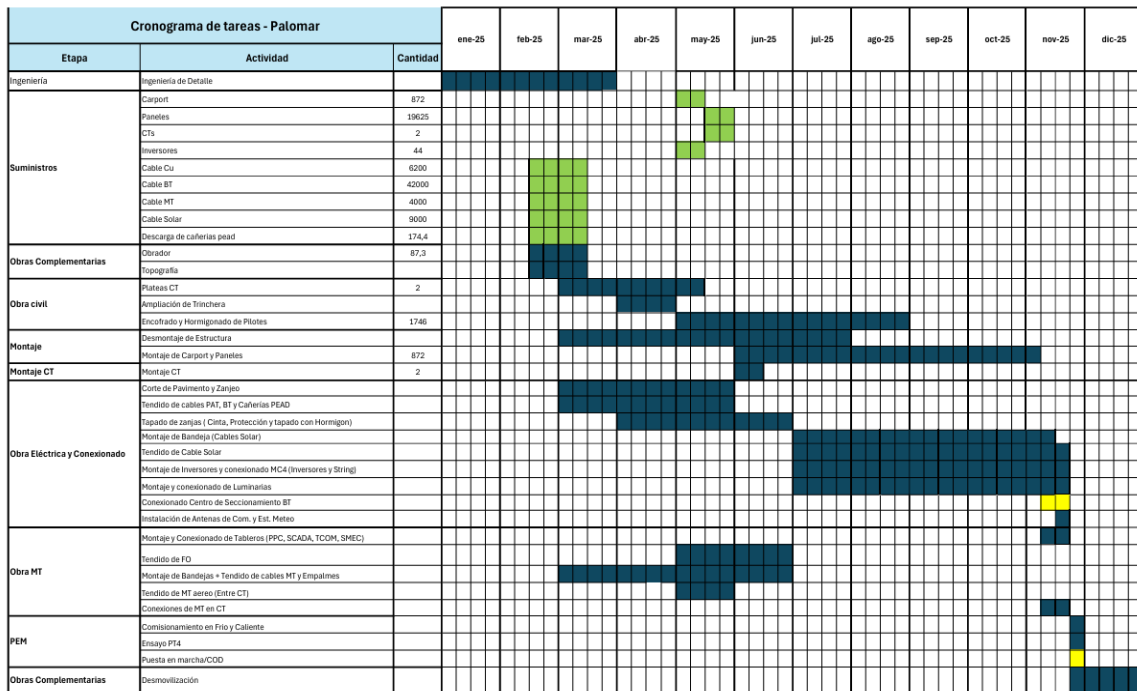 Cronograma de tareas - Palomar
ene-25 feb-25 mar-25 abr-25 may-25 jun-25 jul-25 ago-25 sep-25 oct-25 nov-25 dic-25
Etapa Actividad Cantidad
Ingeniería Ingeniería de Detalle
Suministros
Carport 872
Paneles 19625
CTs 2
Inversores 44
Cable Cu 6200
Cable BT 42000
Cable MT 4000
Cable Solar 9000
Descarga de cañerias pead 174,4
Obras Complementarias
Obrador 87,3
Topografía
Obra civil
Plateas CT 2
Ampliación de Trinchera
Encofrado y Hormigonado de Pilotes 1746
Montaje
Desmontaje de Estructura
Montaje de Carport y Paneles 872
Montaje CT Montaje CT 2
Obra Eléctrica y Conexionado
Corte de Pavimento y Zanjeo
Tendido de cables PAT, BT y Cañerías PEAD
Tapado de zanjas ( Cinta, Protección y tapado con Hormigon)
Montaje de Bandeja (Cables Solar)
Tendido de Cable Solar
Montaje de Inversores y conexionado MC4 (Inversores y String)
Montaje y conexionado de Luminarias
Conexionado Centro de Seccionamiento BT
Instalación de Antenas de Com. y Est. Meteo
Obra MT
Montaje y Conexionado de Tableros (PPC, SCADA, TCOM, SMEC)
Tendido de FO
Montaje de Bandejas + Tendido de cables MT y Empalmes
Tendido de MT aereo (Entre CT)
Conexiones de MT en CT
PEM
Comisionamiento en Frio y Caliente
Ensayo PT4
Puesta en marcha/COD
Obras Complementarias Desmovilización